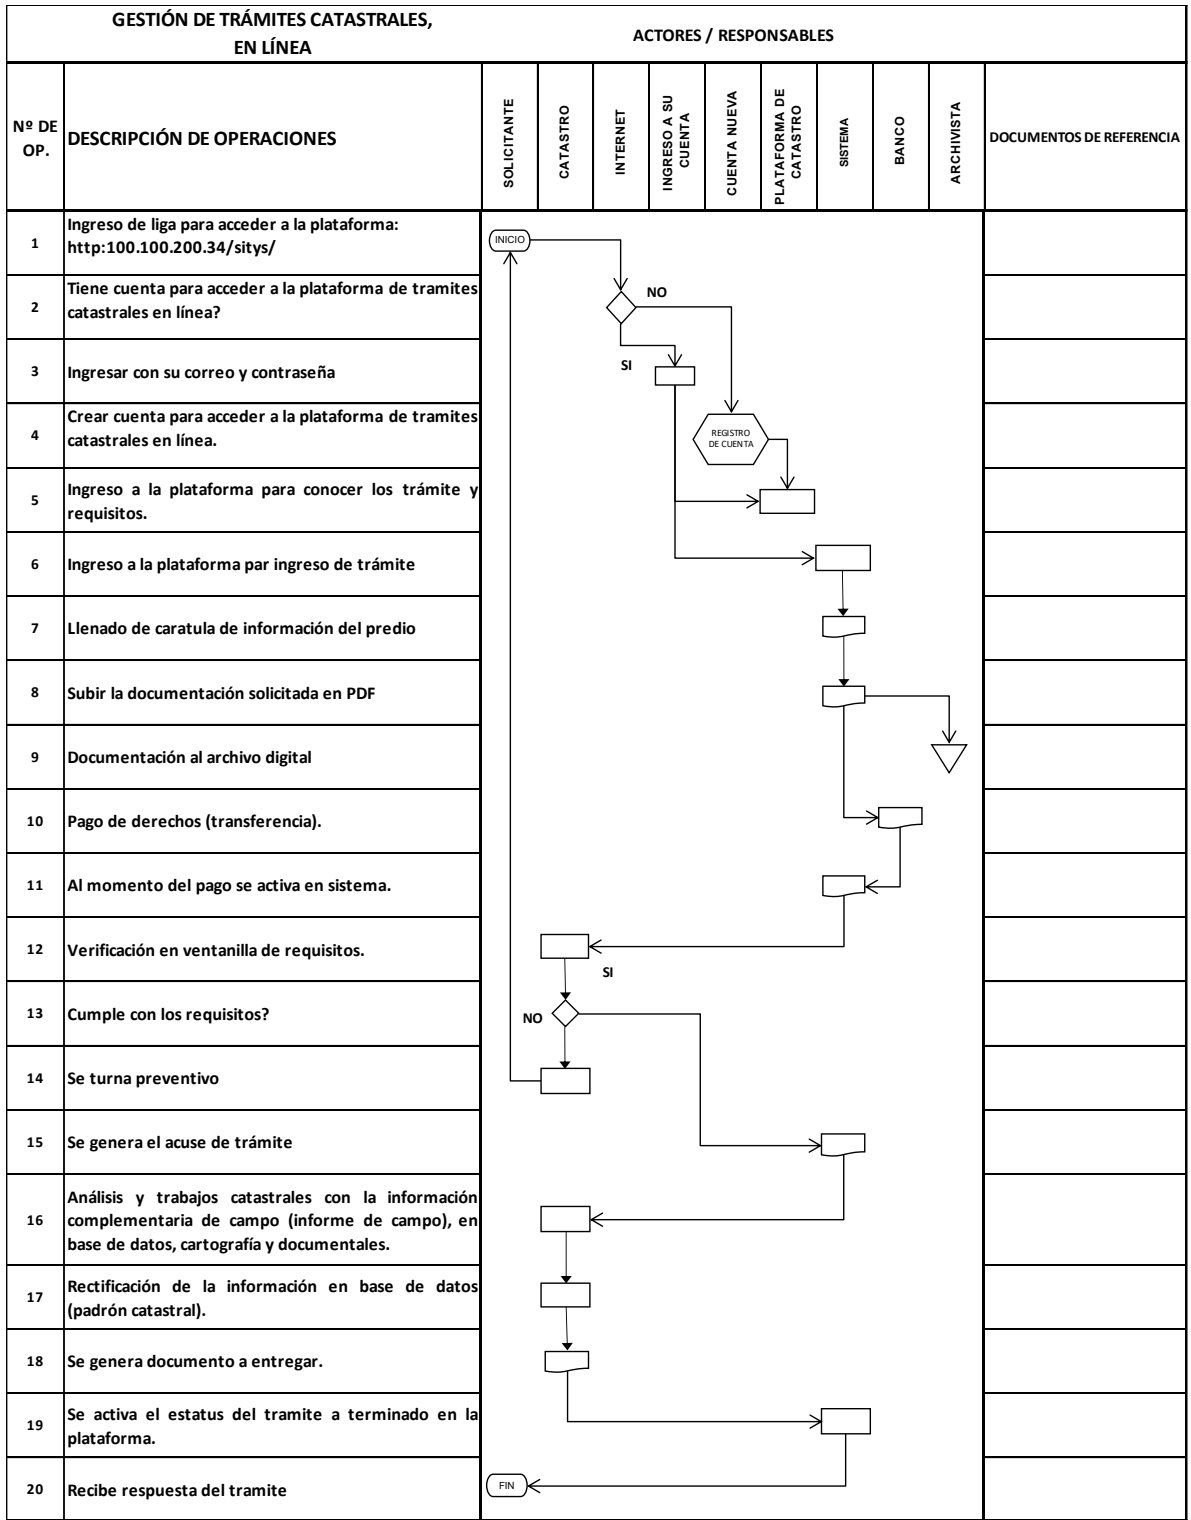 GESTIÓN DE TRÁMITES CATASTRALES,
EN LÍNEA
ACTORES / RESPONSABLES
Nº DE
OP.
DESCRIPCIÓN DE OPERACIONES
SOLICITANTE
CATASTRO
INTERNET
INGRESO A SU
CUENTA
CUENTA NUEVA
PLATAFORMA DE
CATASTRO
SISTEMA
BANCO
ARCHIVISTA
DOCUMENTOS DE REFERENCIA
1
Ingreso de liga para acceder a la plataforma:
http:100.100.200.34/sitys/
INICIO
2
Tiene cuenta para acceder a la plataforma de tramites
catastrales en línea?
NO
SI
3
Ingresar con su correo y contraseña
4
Crear cuenta para acceder a la plataforma de tramites
catastrales en línea.
REGISTRO
DE CUENTA
5
Ingreso a la plataforma para conocer los trámite y
requisitos.
6
Ingreso a la plataforma par ingreso de trámite
7
Llenado de caratula de información del predio
8
Subir la documentación solicitada en PDF
9
Documentación al archivo digital
10
Pago de derechos (transferencia).
11
Al momento del pago se activa en sistema.
12
Verificación en ventanilla de requisitos.
SI
13
Cumple con los requisitos?
NO
14
Se turna preventivo
15
Se genera el acuse de trámite
16
Análisis y trabajos catastrales con la información
complementaria de campo (informe de campo), en
base de datos, cartografía y documentales.
17
Rectificación de la información en base de datos
(padrón catastral).
18
Se genera documento a entregar.
19
Se activa el estatus del tramite a terminado en la
plataforma.
20
Recibe respuesta del tramite
FIN